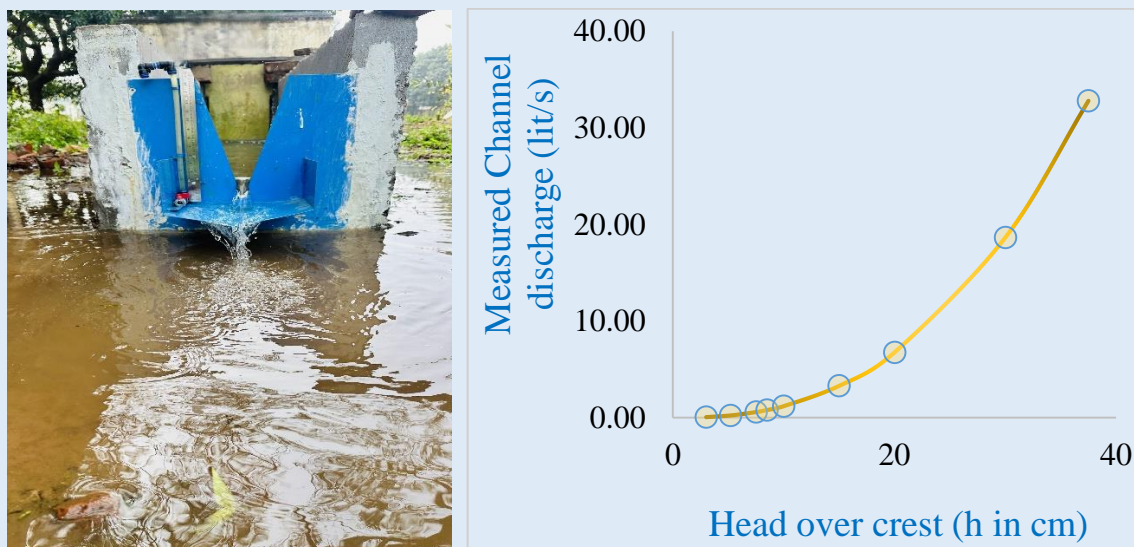 40.00
30.00
20.00
10.00
0.00
0
20
40
Measured Channel
discharge (lit/s)
Head over crest (h in cm)